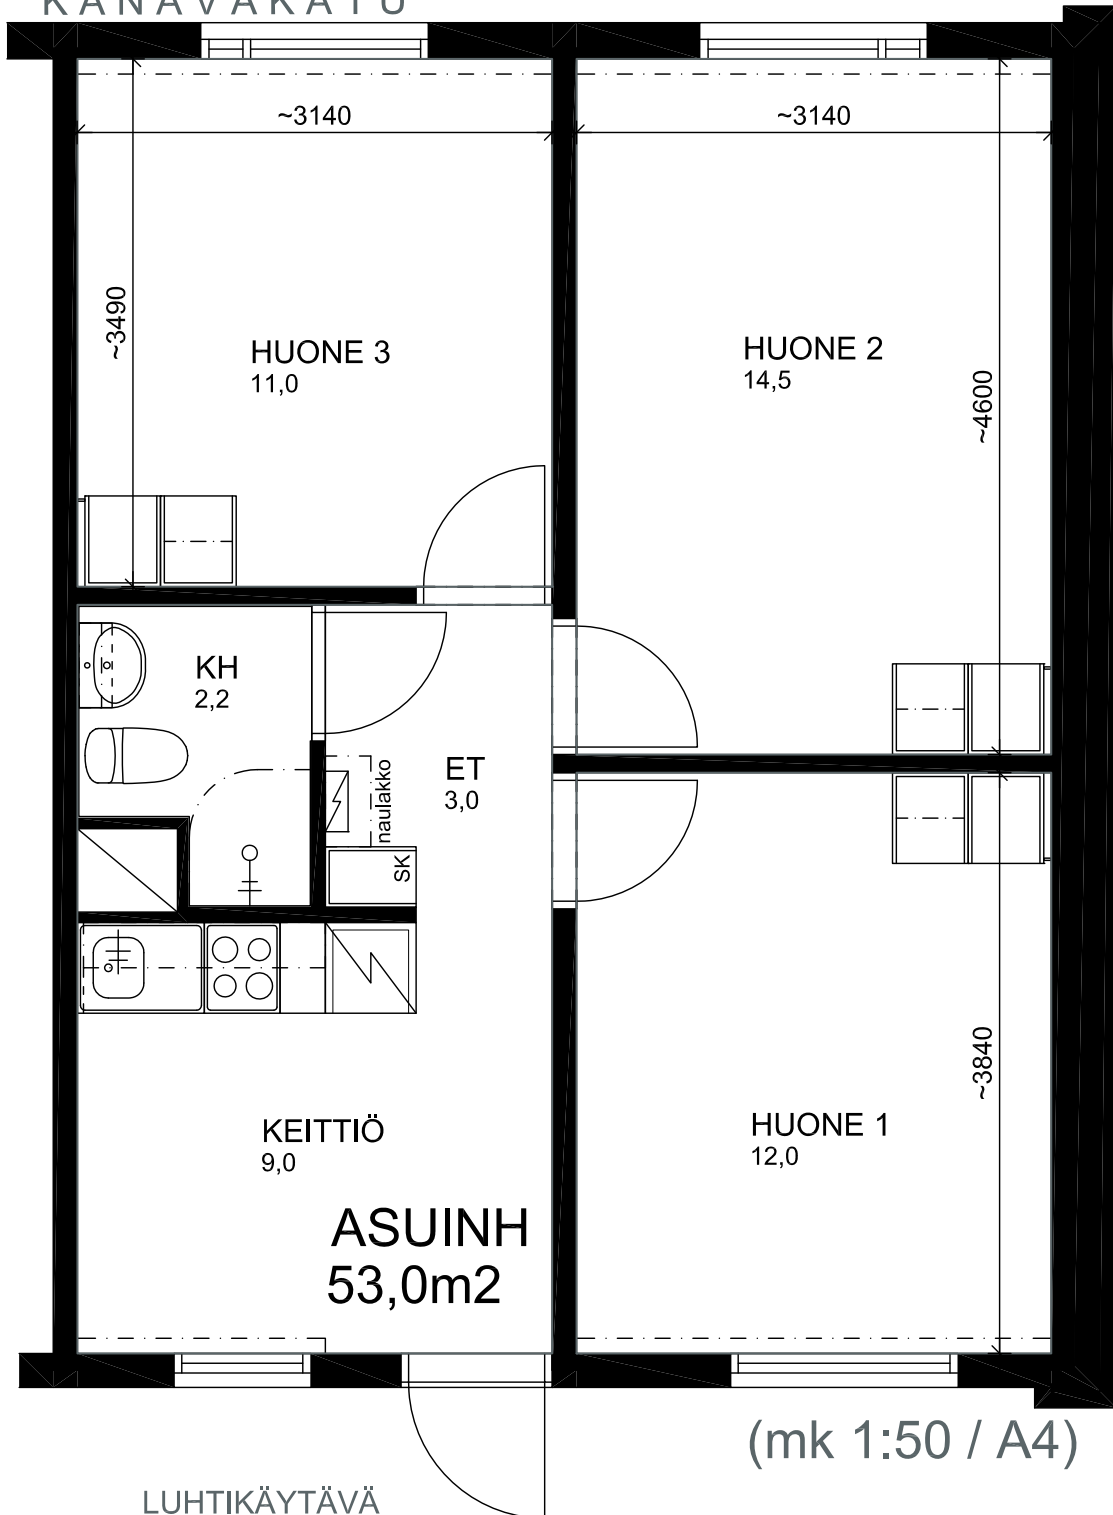 KANAVAKATU
~3140
~3140
~3490
HUONE 3
11,0
HUONE 2
14,5
~4600
KH
2,2
ET
3,0
naulakko
SK
~3840
KEITTIÖ
9,0
HUONE 1
12,0
ASUINH
53,0m2
(mk 1:50 / A4)
LUHTIKÄYTÄVÄ